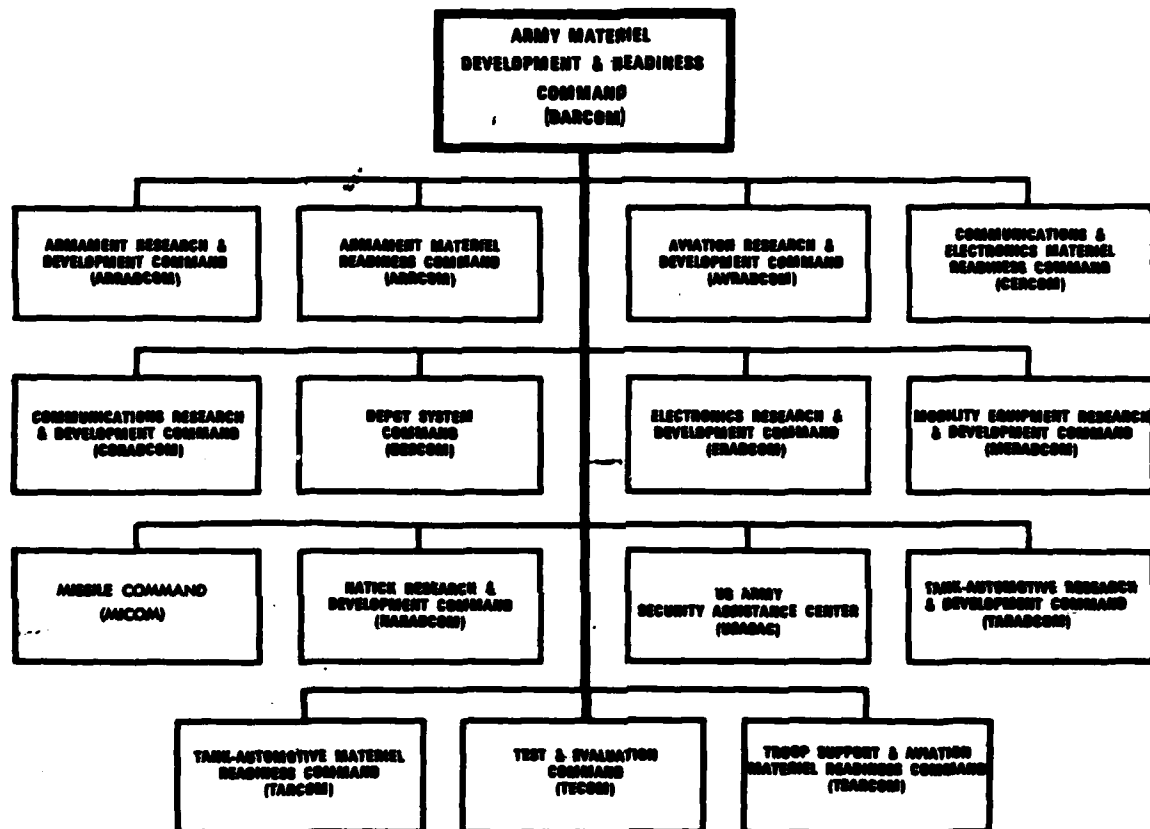 ARMY MATERIEL
DEVELOPMENT & READINESS
COMMAND
(DARCOM)
ARMAMENT RESEARCH &
DEVELOPMENT COMMAND
(ARRADCOM)
ARMAMENT MATERIEL
READINESS COMMAND
(ARRCOM)
AVIATION RESEARCH &
DEVELOPMENT COMMAND
(AVRADCOM)
COMMUNICATIONS &
ELECTRONICS MATERIEL
READINESS COMMAND
(CERCOM)
COMMUNICATIONS RESEARCH
& DEVELOPMENT COMMAND
(CORADCOM)
DEPOT SYSTEM
COMMAND
(DESCOM)
ELECTRONICS RESEARCH &
DEVELOPMENT COMMAND
(ERADCOM)
MOBILITY EQUIPMENT RESEARCH
& DEVELOPMENT COMMAND
(MERADCOM)
MISSILE COMMAND
(MICOM)
NATICK RESEARCH &
DEVELOPMENT COMMAND
(NARADCOM)
US ARMY
SECURITY ASSISTANCE CENTER
(USASAC)
TANK-AUTOMOTIVE RESEARCH
& DEVELOPMENT COMMAND
(TARADCOM)
TANK-AUTOMOTIVE MATERIEL
READINESS COMMAND
(TARCOM)
TEST & EVALUATION
COMMAND
(TECOM)
TROOP SUPPORT & AVIATION
MATERIEL READINESS COMMAND
(TSARCOM)